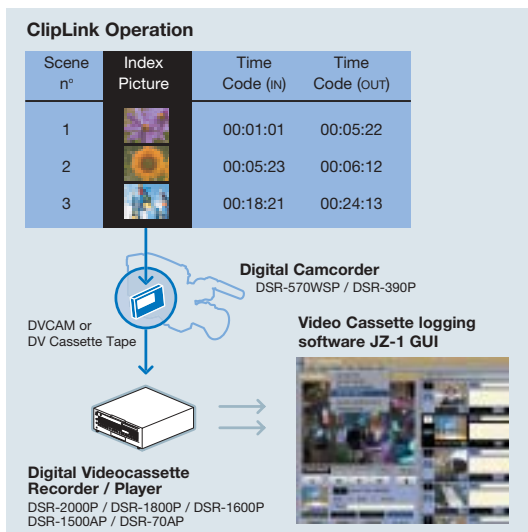 ClipLink Operation
Scene n° Index Picture Time Code (IN) Time Code (OUT)
1 00:01:01 00:05:22
2 00:05:23 00:06:12
3 00:18:21 00:24:13
Digital Camcorder
DSR-570WSP / DSR-390P
DVCAM or
DV Cassette Tape
Video Cassette logging
software JZ-1 GUI
Digital Videocassette
Recorder / Player
DSR-2000P / DSR-1800P / DSR-1600P
DSR-1500AP / DSR-70AP